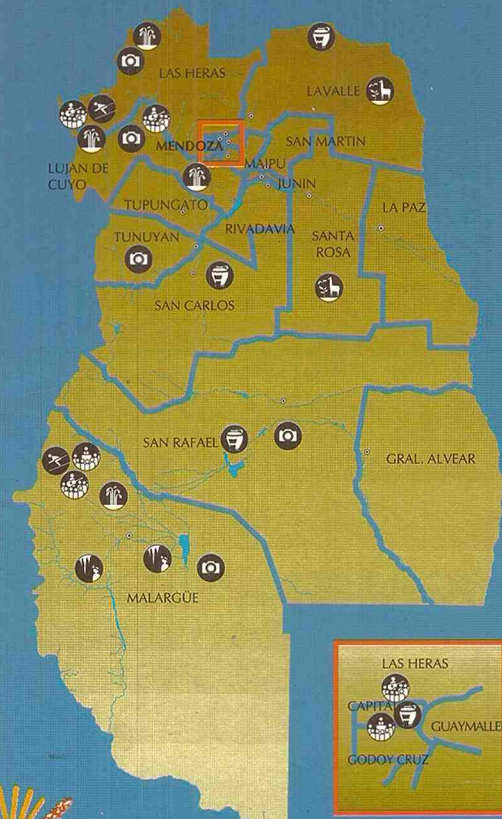 LAS HERAS
LAVALLE
SAN MARTIN
MENDOZA
MAIPU
LUJAN DE
CUYO
JUNIN
TUPUNGATO
LA PAZ
RIVADAVIA
TUNUYAN
SANTA
ROSA
SAN CARLOS
SAN RAFAEL
GRAL. ALVEAR
MALARGÜE
LAS HERAS
GUAYMALLE
GODOY CRUZ